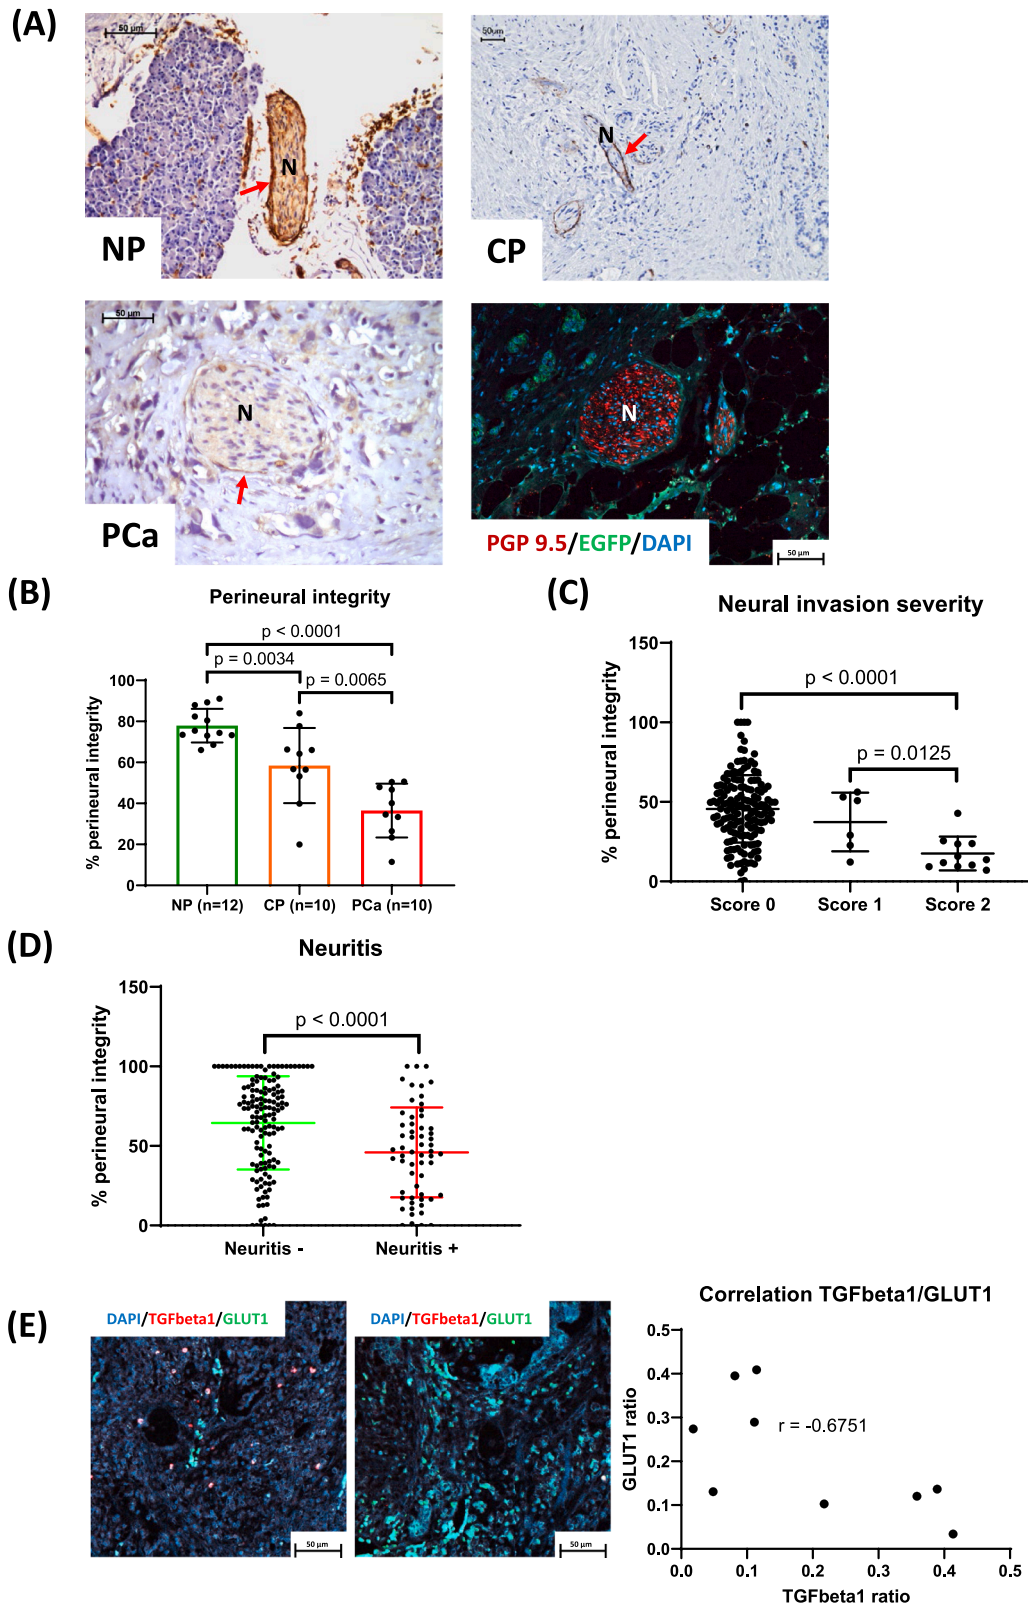 (A)
50 µm
N
NP
50µm
N
CP
50 µm
N
PCa
N
PGP 9.5/EGFP/DAPI
50 µm
(B)
Perineural integrity
p < 0.0001
p = 0.0034
p = 0.0065
% perineural integrity
100
80
60
40
20
0
NP (n=12)
CP (n=10)
PCa (n=10)
(C)
Neural invasion severity
p < 0.0001
p = 0.0125
% perineural integrity
150
100
50
0
Score 0
Score 1
Score 2
(D)
Neuritis
p < 0.0001
% perineural integrity
150
100
50
0
Neuritis -
Neuritis +
(E)
DAPI/TGFbeta1/GLUT1
50 µm
DAPI/TGFbeta1/GLUT1
50 µm
Correlation TGFbeta1/GLUT1
r = -0.6751
GLUT1 ratio
0.5
0.4
0.3
0.2
0.1
0.0
0.0 0.1 0.2 0.3 0.4 0.5
TGFbeta1 ratio